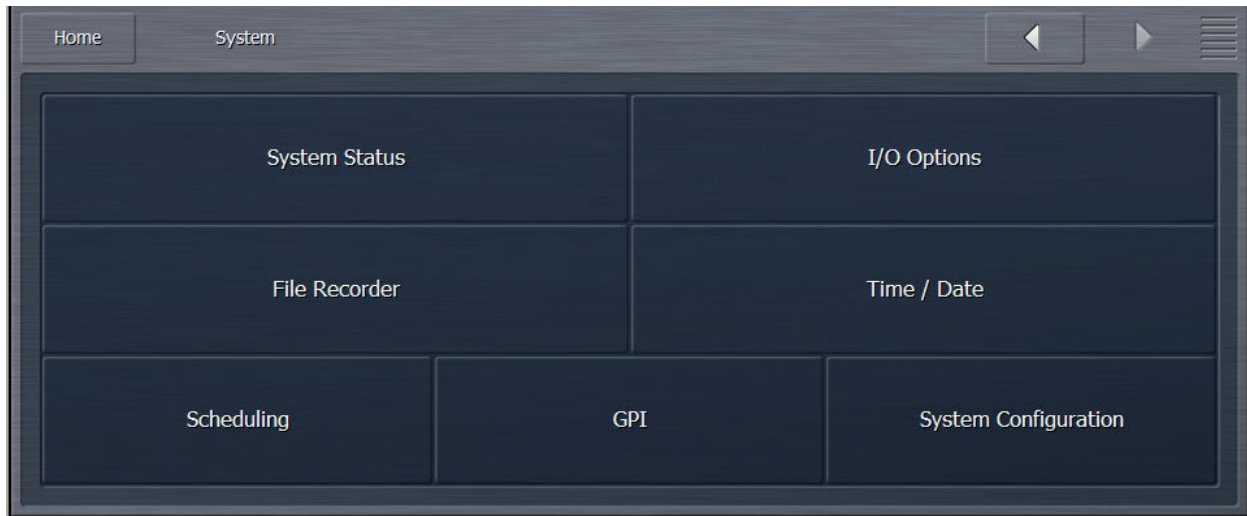 Home System
System Status I/O Options
File Recorder Time / Date
Scheduling GPI System Configuration